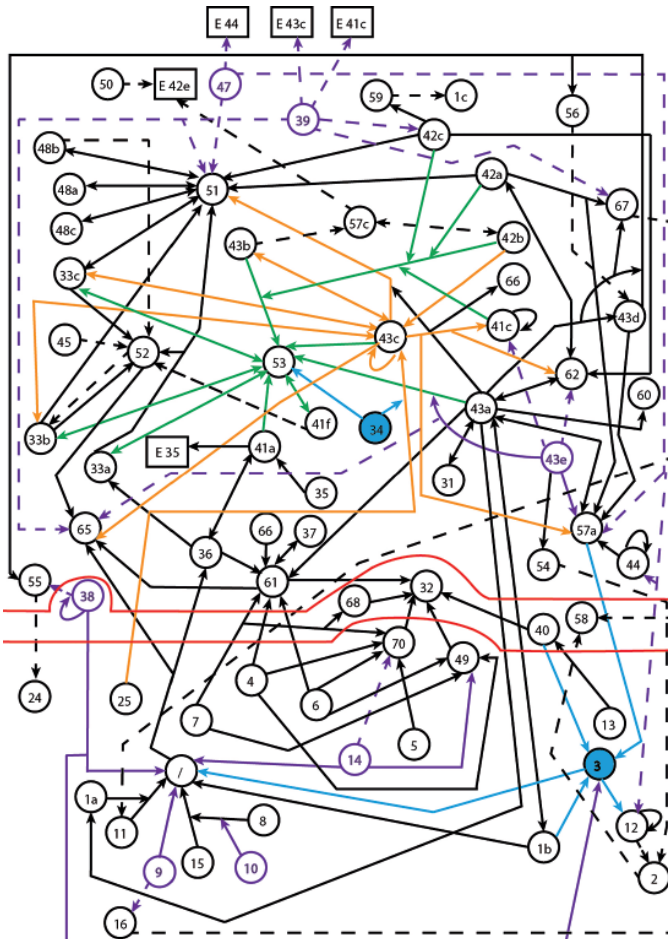 E 44 E 43c E 41c
50 E 42e 47 59 1c 56
39 42c
48b
48a 51 42a 67
48c 57c
43b 42b
33c 66
43c 41c 43d
45 52 53 62
34 43a 60
33b 41f
33a E 35 41a 43e
31
35
65 36 66 37 57a
61 54 44
55 38 32
68 58
70 40
24 25 4 49
6 13
7 5
/ 14 3
1a
11 8 12
15 1b
9 10 2
16